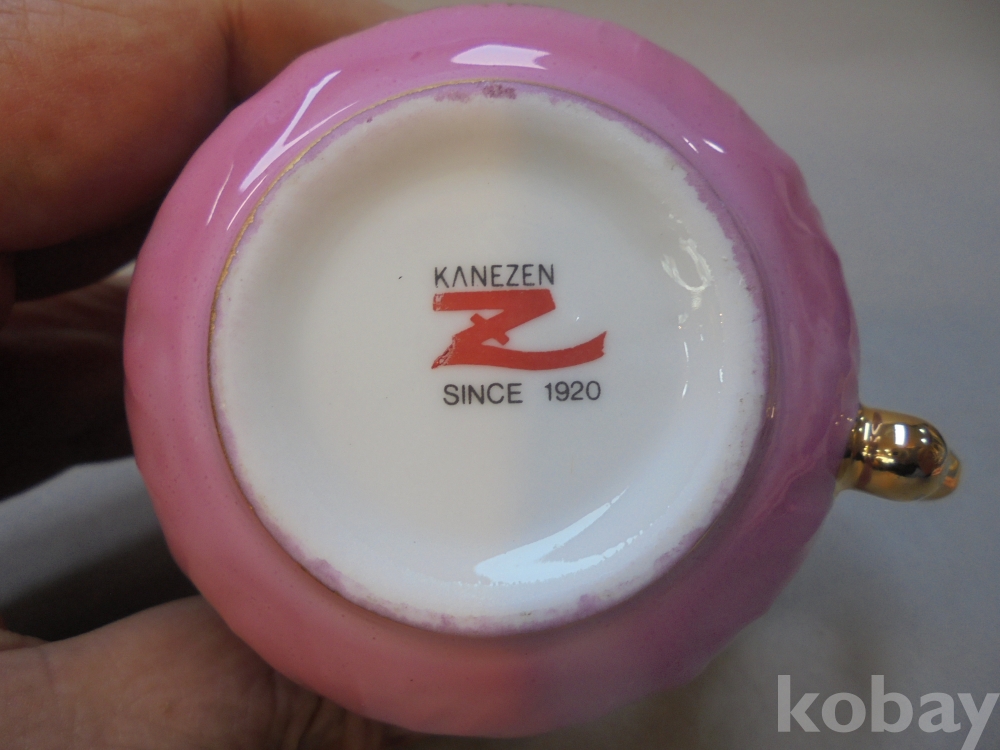 KANEZEN
Z
SINCE 1920
kobay